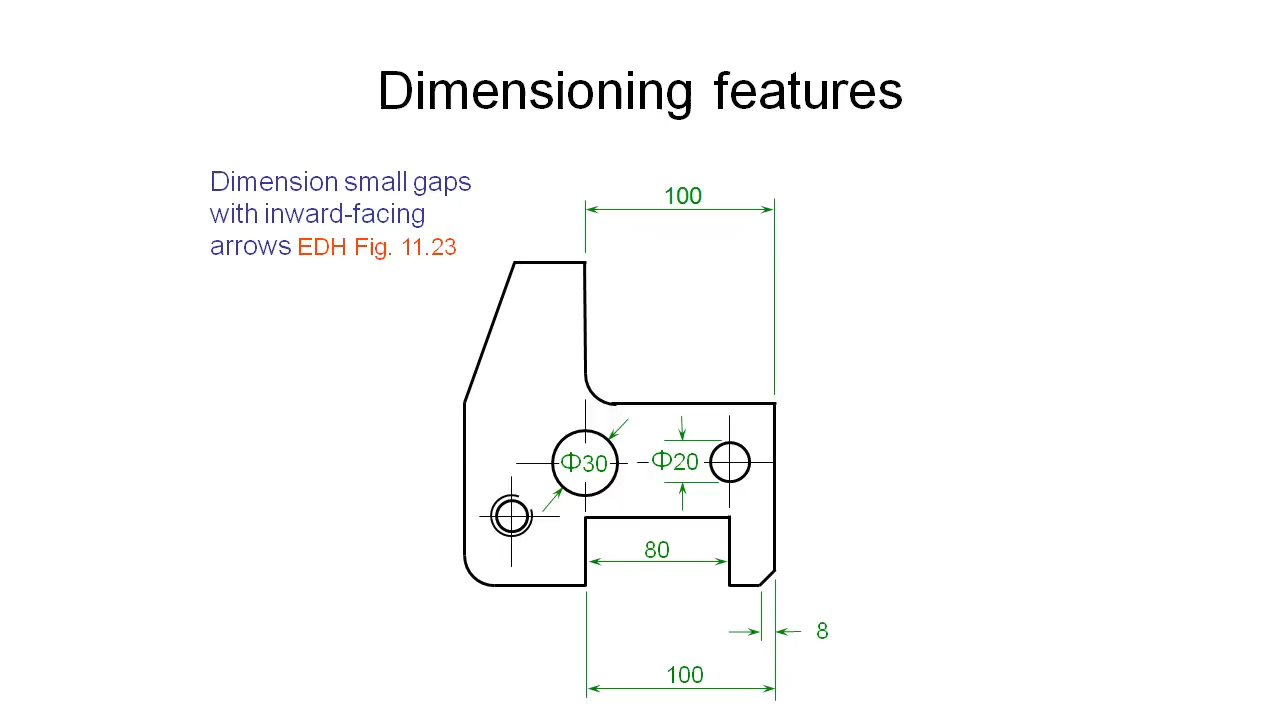 Dimensioning features
Dimension small gaps
with inward-facing
arrows EDH Fig. 11.23
100
Φ30
Φ20
80
8
100